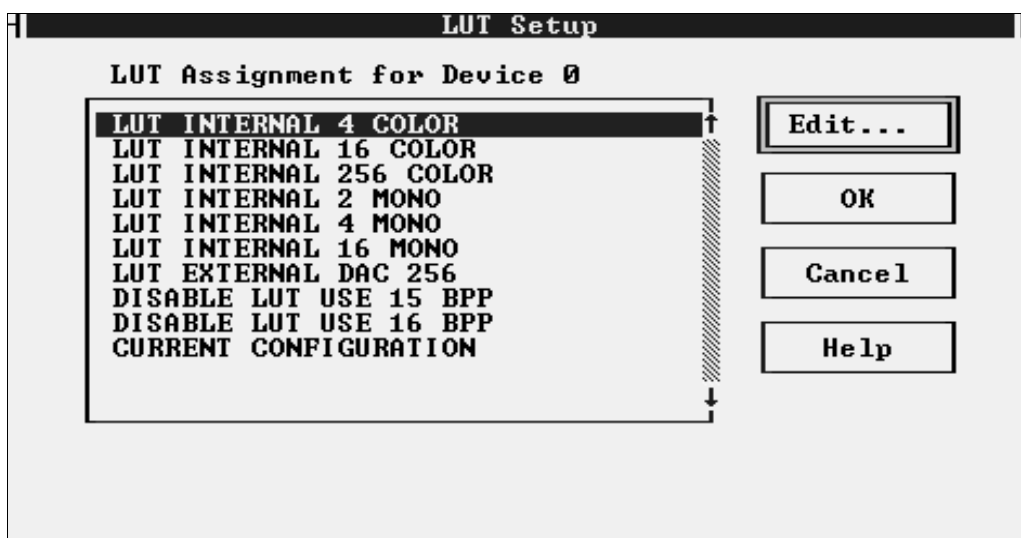 LUT Setup
LUT Assignment for Device 0
LUT INTERNAL 4 COLOR
LUT INTERNAL 16 COLOR
LUT INTERNAL 256 COLOR
LUT INTERNAL 2 MONO
LUT INTERNAL 4 MONO
LUT INTERNAL 16 MONO
LUT EXTERNAL DAC 256
DISABLE LUT USE 15 BPP
DISABLE LUT USE 16 BPP
CURRENT CONFIGURATION
Edit...
OK
Cancel
Help